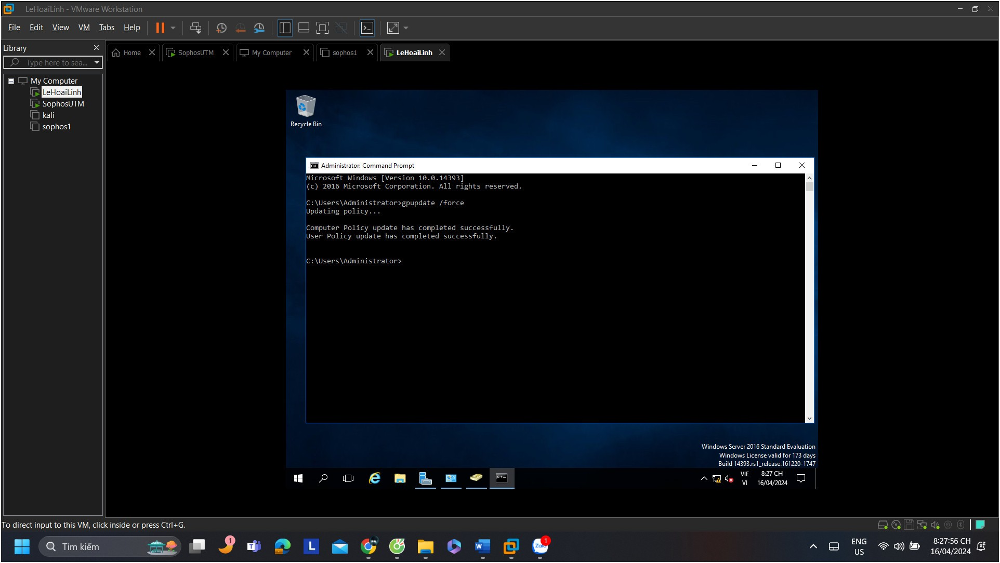 LeHoaiLinh - VMware Workstation
File Edit View VM Tabs Help
Library
Type here to sea...
Home
SophosUTM
My Computer
sophos1
LeHoaiLinh
My Computer
LeHoaiLinh
SophosUTM
kali
sophos1
Recycle Bin
Administrator: Command Prompt
Microsoft Windows [Version 10.0.14393]
(c) 2016 Microsoft Corporation. All rights reserved.
C:\Users\Administrator>gpupdate /force
Updating policy...
Computer Policy update has completed successfully.
User Policy update has completed successfully.
C:\Users\Administrator>
Windows Server 2016 Standard Evaluation
Windows License valid for 173 days
Build 14393.rs1_release.161220-1747
VIE
VI
8:27 CH
16/04/2024
To direct input to this VM, click inside or press Ctrl+G.
Tìm kiếm
1
L
W
Zalo
1
ENG
US
8:27:56 CH
16/04/2024